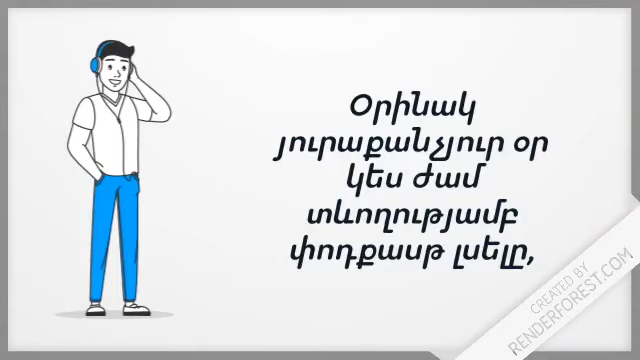 Օրինակ
յուրաքանչյուր օր
կես ժամ
տևողությամբ
փոդքասթ լսելը,
CREATED BY
RENDERFOREST.COM